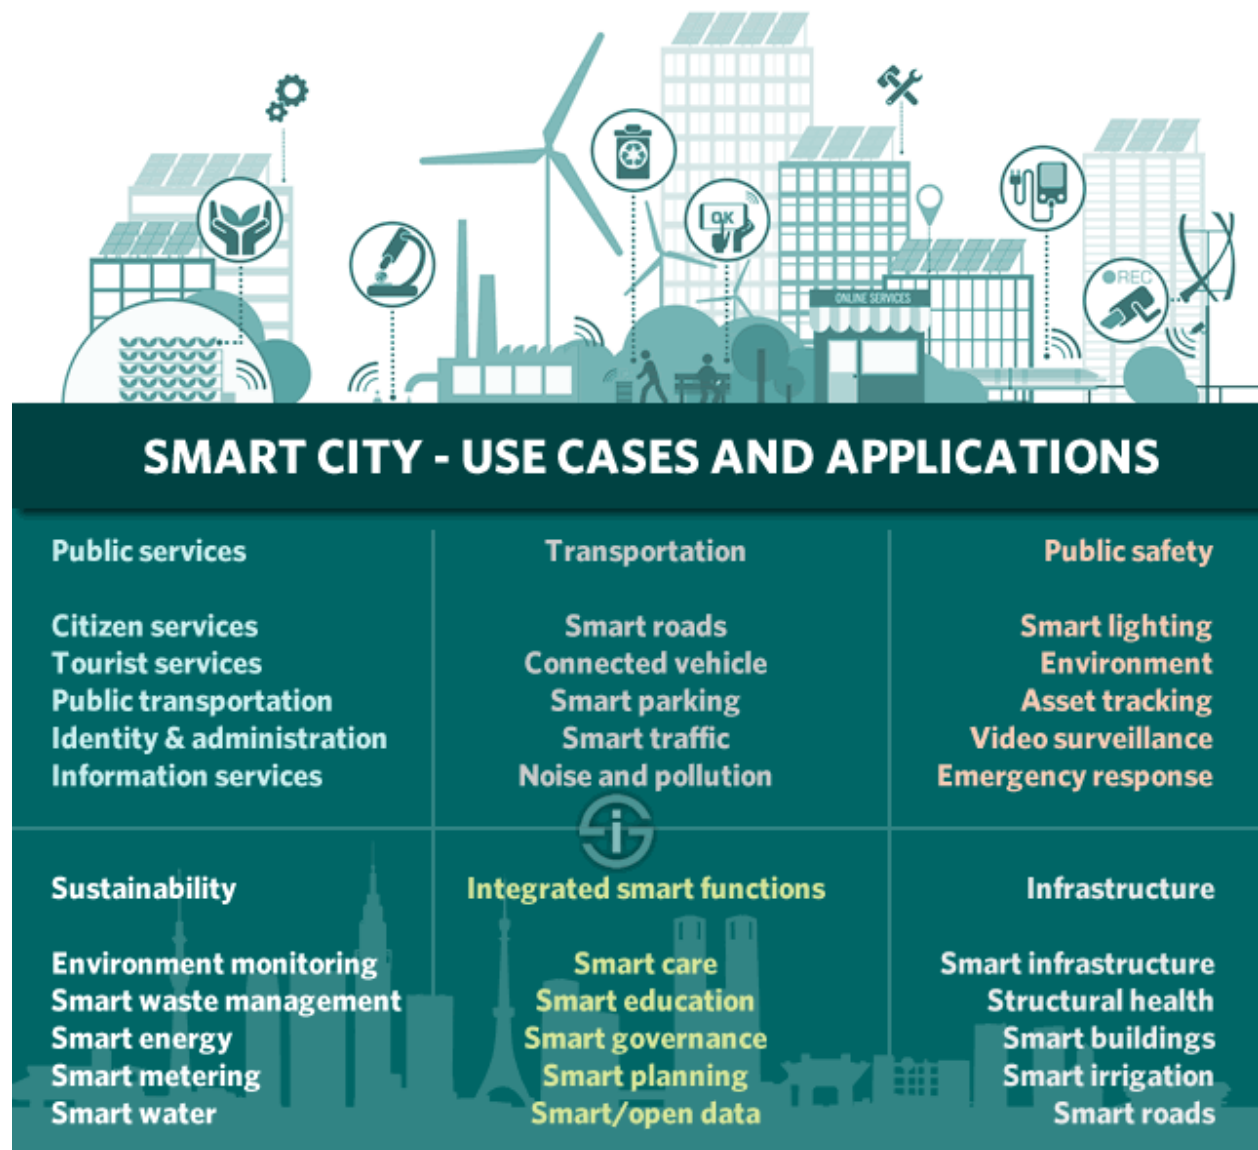 OK
ONLINE SERVICES
REC
SMART CITY - USE CASES AND APPLICATIONS
Public services
Citizen services
Tourist services
Public transportation
Identity & administration
Information services
Transportation
Smart roads
Connected vehicle
Smart parking
Smart traffic
Noise and pollution
Public safety
Smart lighting
Environment
Asset tracking
Video surveillance
Emergency response
i
Sustainability
Environment monitoring
Smart waste management
Smart energy
Smart metering
Smart water
Integrated smart functions
Smart care
Smart education
Smart governance
Smart planning
Smart/open data
Infrastructure
Smart infrastructure
Structural health
Smart buildings
Smart irrigation
Smart roads